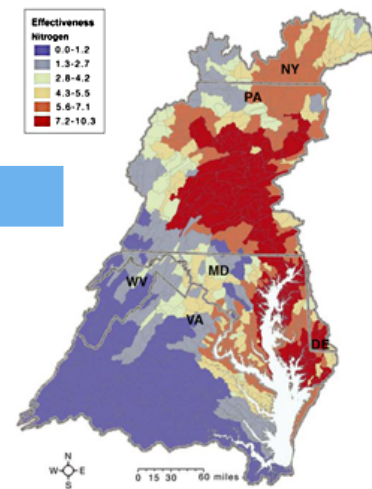 Effectiveness
Nitrogen
0.0-1.2
1.3-2.7
2.8-4.2
4.3-5.5
5.6-7.1
7.2-10.3
NY
PA
WV
MD
VA
DE
N
W E
S
0 15 30 60 miles